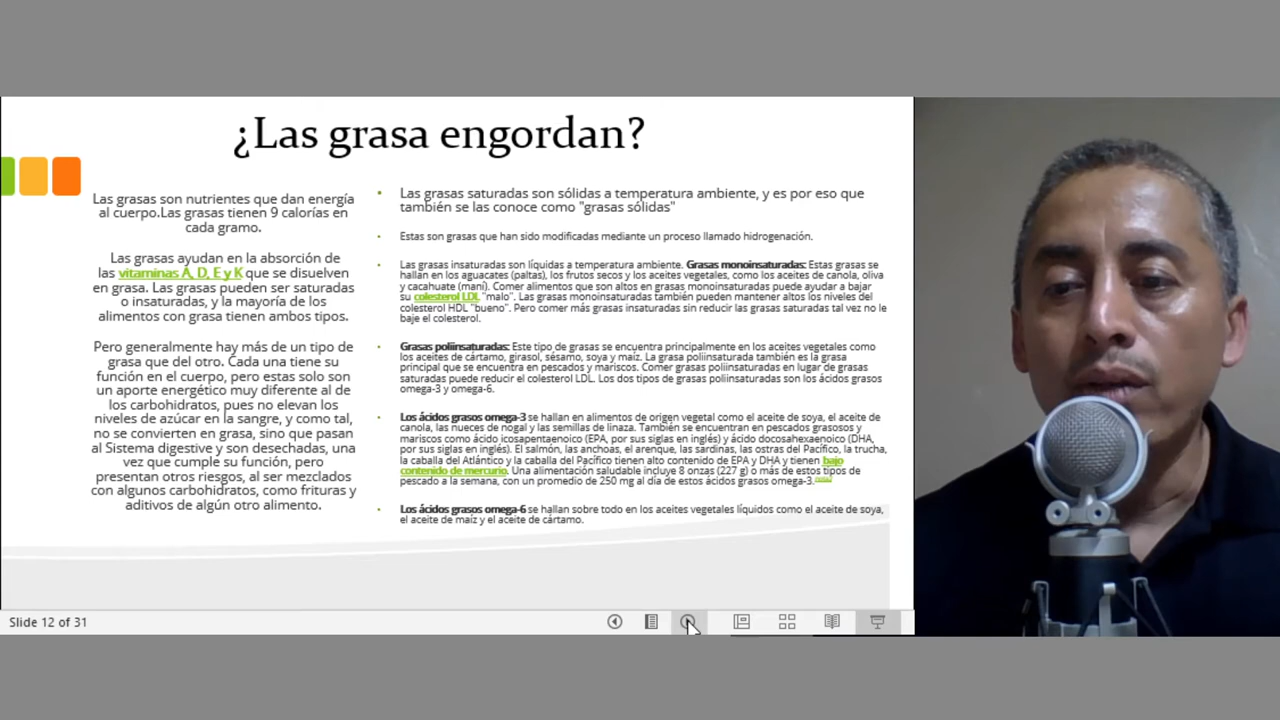 ¿Las grasa engordan?
Las grasas son nutrientes que dan energía
al cuerpo.Las grasas tienen 9 calorías en
cada gramo.
Las grasas ayudan en la absorción de
las vitaminas A, D, E y K que se disuelven
en grasa. Las grasas pueden ser saturadas
o insaturadas, y la mayoría de los
alimentos con grasa tienen ambos tipos.
Pero generalmente hay más de un tipo de
grasa que del otro. Cada una tiene su
función en el cuerpo, pero estas solo son
un aporte energético muy diferente al de
los carbohidratos, pues no elevan los
niveles de azúcar en la sangre, y como tal,
no se convierten en grasa, sino que pasan
al Sistema digestive y son desechadas, una
vez que cumple su función, pero
presentan otros riesgos, al ser mezclados
con algunos carbohidratos, como frituras y
aditivos de algún otro alimento.
Las grasas saturadas son sólidas a temperatura ambiente, y es por eso que
también se las conoce como "grasas sólidas"
Estas son grasas que han sido modificadas mediante un proceso llamado hidrogenación.
Las grasas insaturadas son líquidas a temperatura ambiente. Grasas monoinsaturadas: Estas grasas se
hallan en los aguacates (paltas), los frutos secos y los aceites vegetales, como los aceites de canola, oliva
y cacahuate (maní). Comer alimentos que son altos en grasas monoinsaturadas puede ayudar a bajar
su colesterol LDL "malo". Las grasas monoinsaturadas también pueden mantener altos los niveles del
colesterol HDL "bueno". Pero comer más grasas insaturadas sin reducir las grasas saturadas tal vez no le
baje el colesterol.
Grasas poliinsaturadas: Este tipo de grasas se encuentra principalmente en los aceites vegetales como
los aceites de cártamo, girasol, sésamo, soya y maíz. La grasa poliinsaturada también es la grasa
principal que se encuentra en pescados y mariscos. Comer grasas poliinsaturadas en lugar de grasas
saturadas puede reducir el colesterol LDL. Los dos tipos de grasas poliinsaturadas son los ácidos grasos
omega-3 y omega-6.
Los ácidos grasos omega-3 se hallan en alimentos de origen vegetal como el aceite de soya, el aceite de
canola, las nueces de nogal y las semillas de linaza. También se encuentran en pescados grasosos y
mariscos como ácido icosapentaenoico (EPA, por sus siglas en inglés) y ácido docosahexaenoico (DHA,
por sus siglas en inglés). El salmón, las anchoas, el arenque, las sardinas, las ostras del Pacífico, la trucha,
la caballa del Atlántico y la caballa del Pacífico tienen alto contenido de EPA y DHA y tienen bajo
contenido de mercurio. Una alimentación saludable incluye 8 onzas (227 g) o más de estos tipos de
pescado a la semana, con un promedio de 250 mg al día de estos ácidos grasos omega-3.
Los ácidos grasos omega-6 se hallan sobre todo en los aceites vegetales líquidos como el aceite de soya,
el aceite de maíz y el aceite de cártamo.
Slide 12 of 31